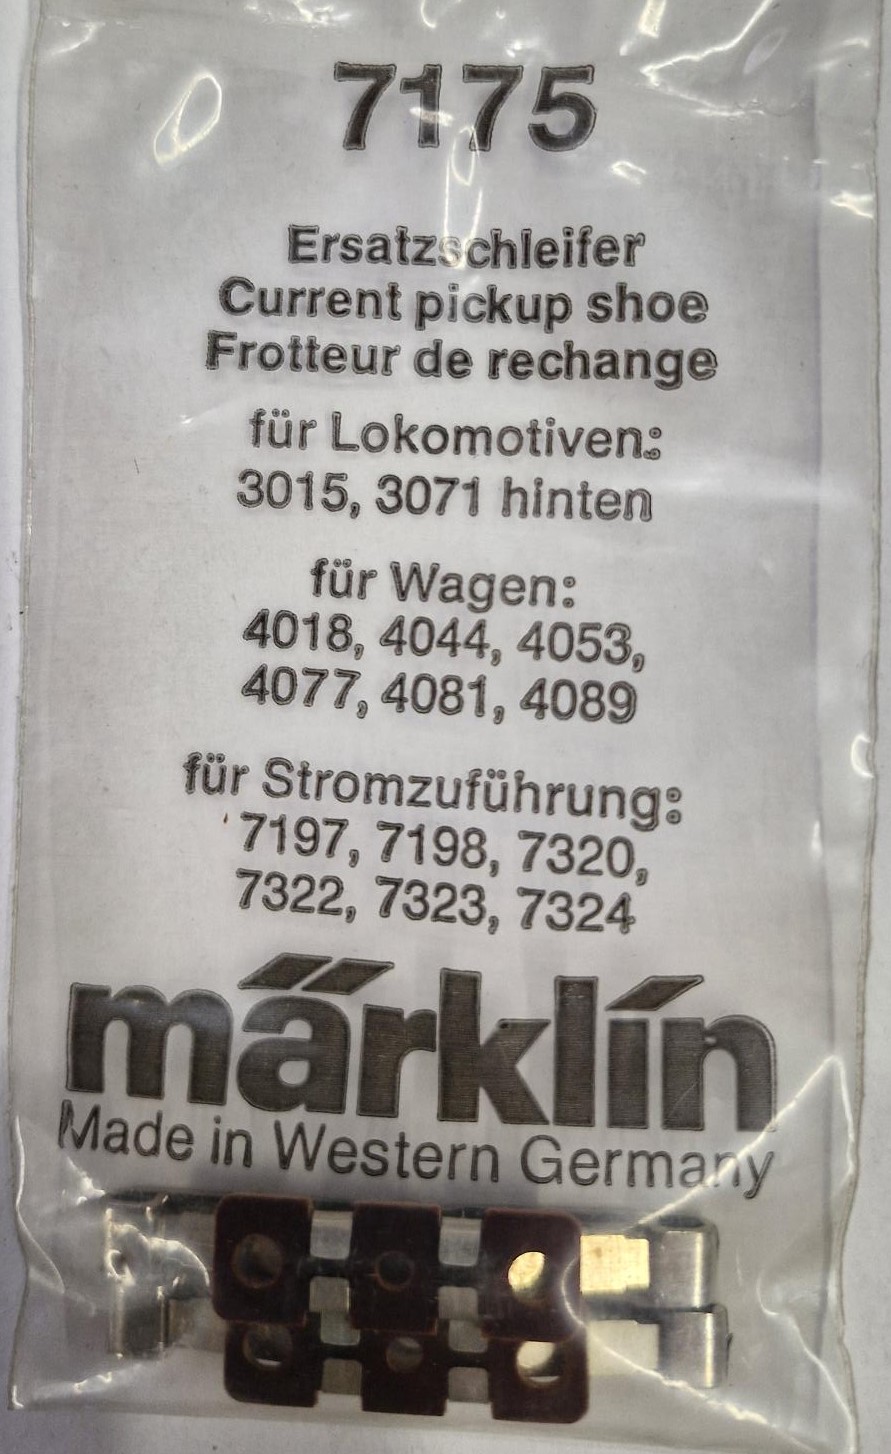 7175
Ersatzschleifer
Current pickup shoe
Frotteur de rechange
für Lokomotiven:
3015, 3071 hinten
für Wagen:
4018, 4044, 4053,
4077, 4081, 4089
für Stromzuführung:
7197, 7198, 7320,
7322, 7323, 7324
märklín
Made in Western Germany